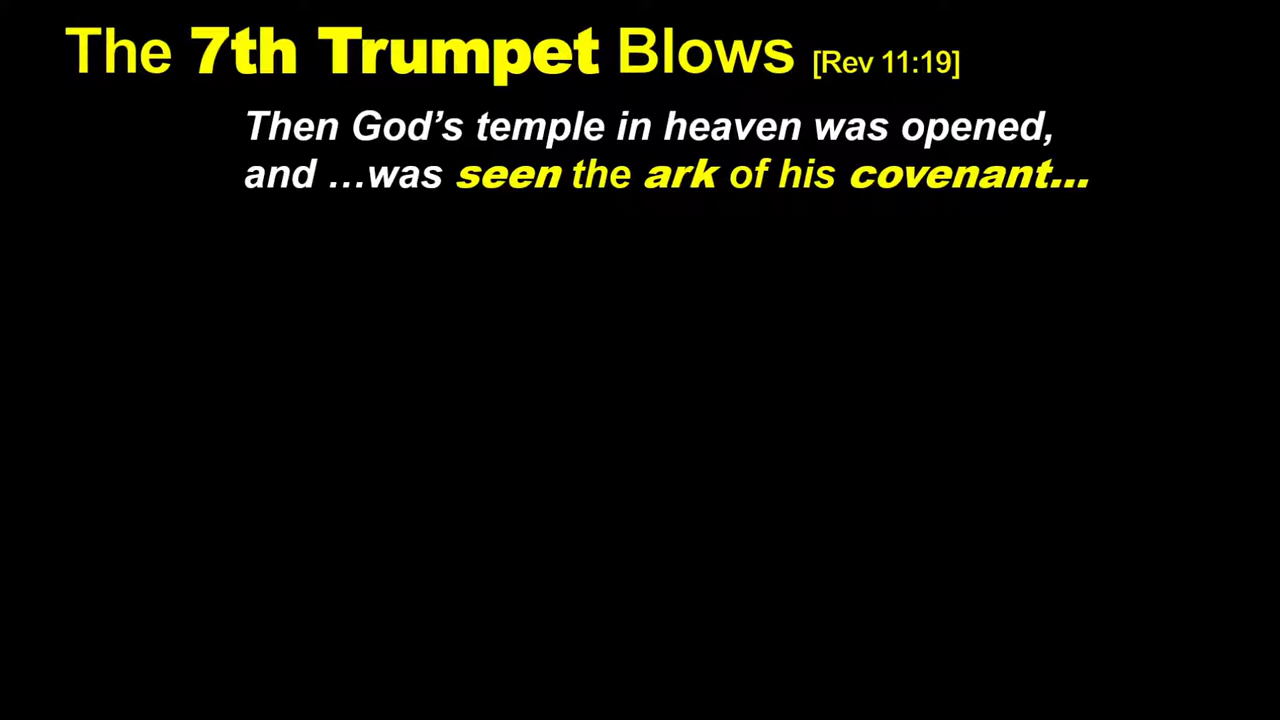 The 7th Trumpet Blows [Rev 11:19]
Then God’s temple in heaven was opened,
and …was seen the ark of his covenant…